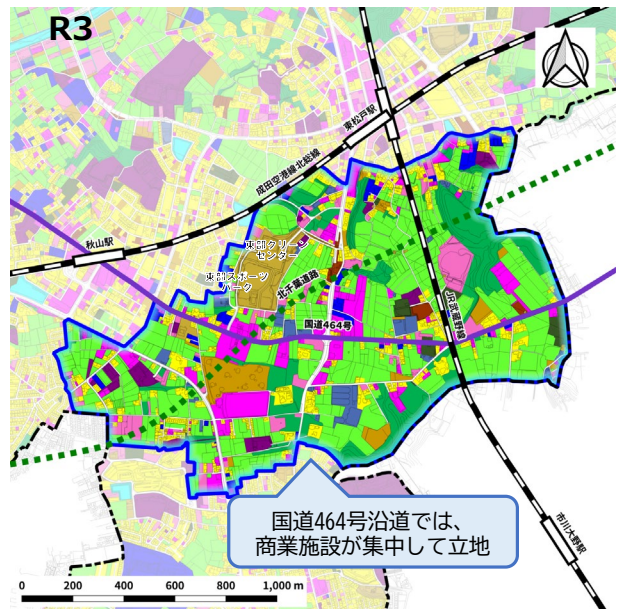 R3
東松戸駅
成田空港線北総線
秋山駅
東部クリーン
センター
東部スポーツ
パーク
北千葉道路
国道464号
JR武蔵野線
市川大野駅
国道464号沿道では、
商業施設が集中して立地
0 200 400 600 800 1,000 m